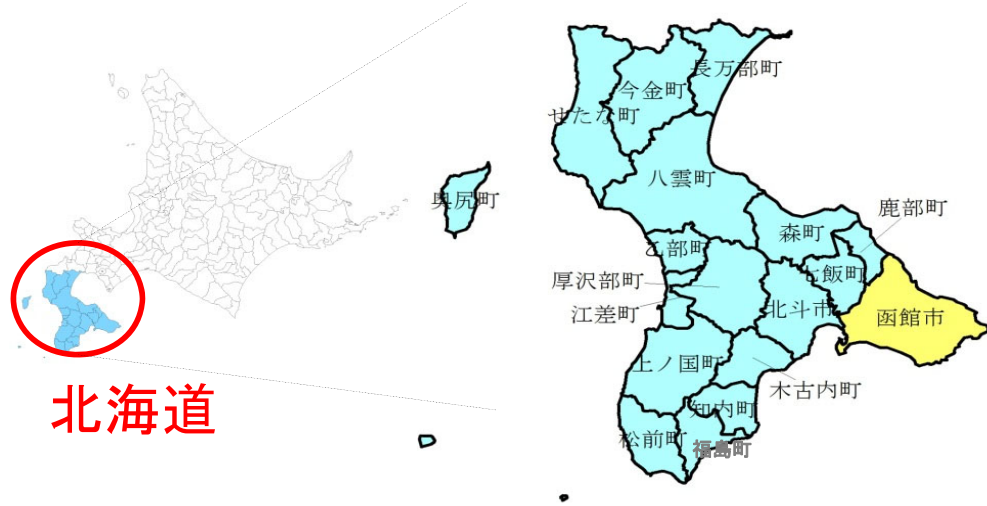 北海道
長万部町
今金町
せたな町
八雲町
奥尻町
鹿部町
森町
乙部町
七飯町
厚沢部町
江差町
北斗市
函館市
上ノ国町
木古内町
知内町
松前町
福島町